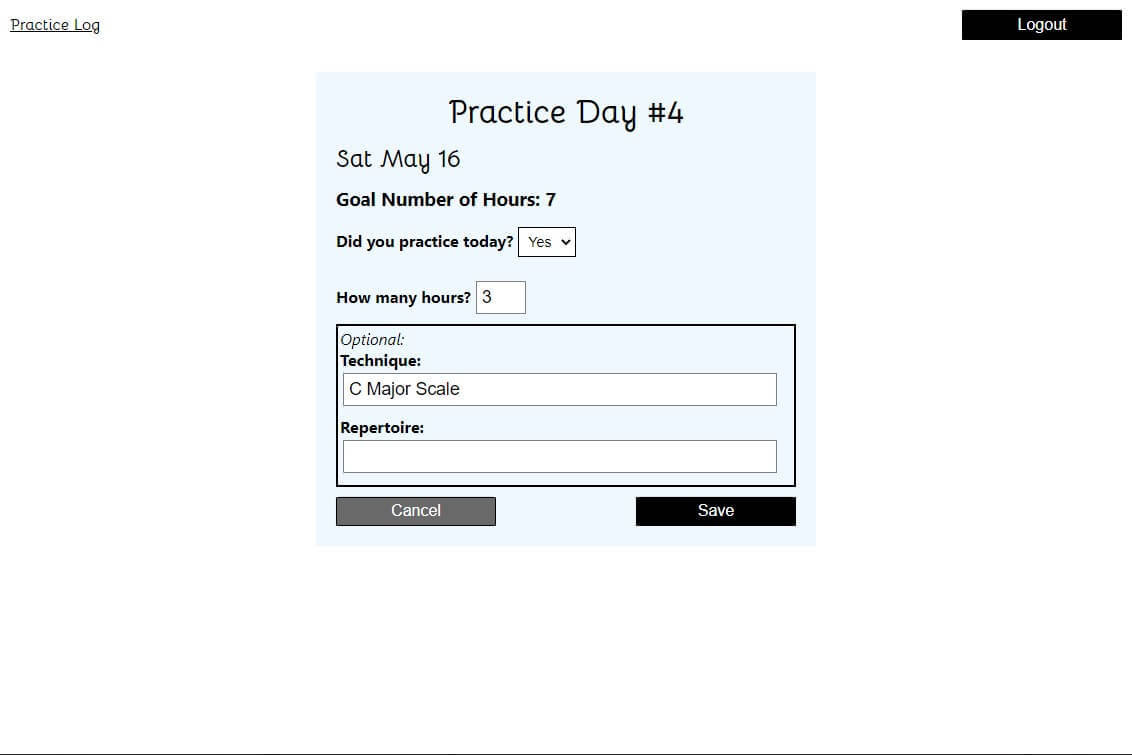 Practice Log
Logout
Practice Day #4
Sat May 16
Goal Number of Hours: 7
Did you practice today? Yes
How many hours? 3
Optional:
Technique:
C Major Scale
Repertoire:
Cancel Save